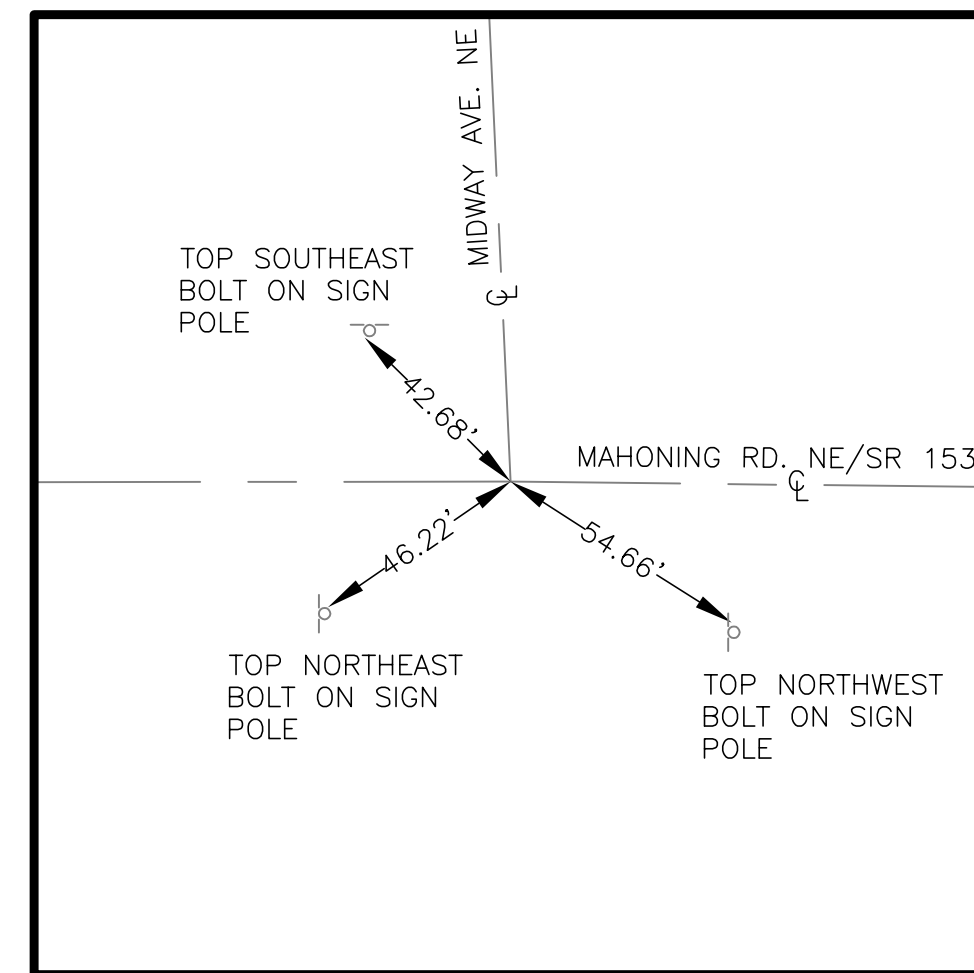 MIDWAY AVE. NE
TOP SOUTHEAST
BOLT ON SIGN
POLE
℄
42.68'
MAHONING RD. NE/SR 153
℄
46.22'
54.66'
TOP NORTHEAST
BOLT ON SIGN
POLE
TOP NORTHWEST
BOLT ON SIGN
POLE